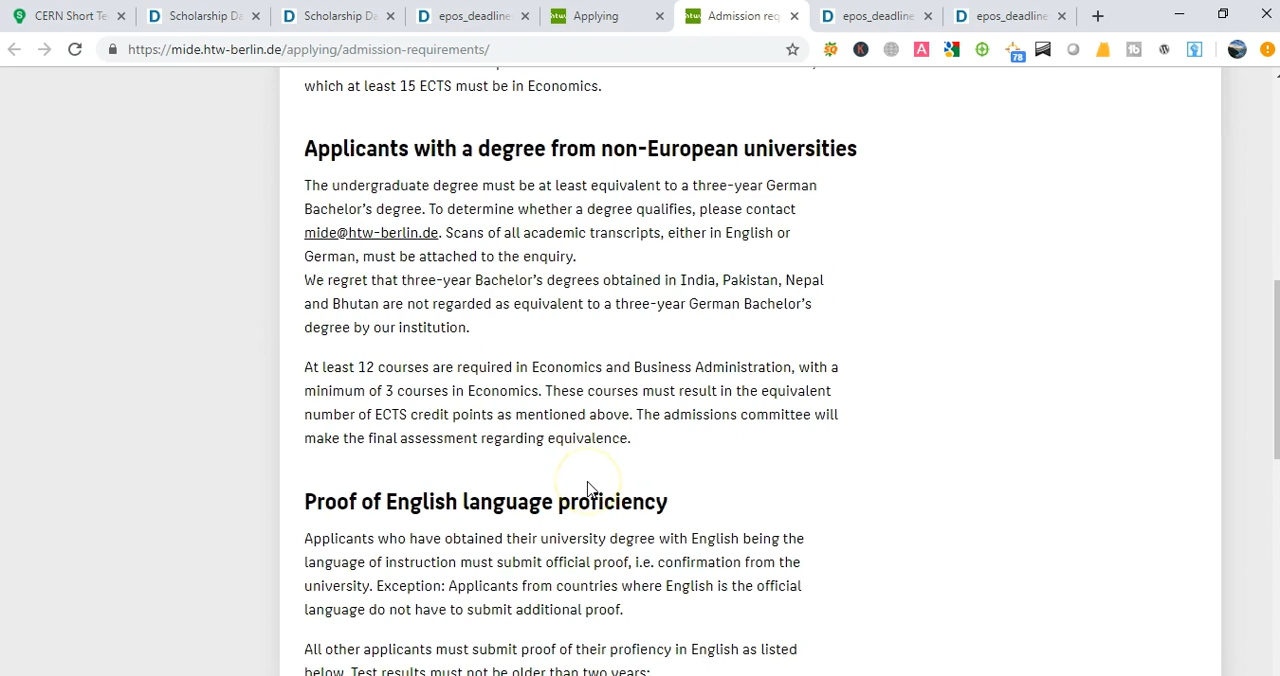 CERN Short Te
Scholarship Da
Scholarship Da
epos_deadline
Applying
Admission req
epos_deadline
epos_deadline
https://mide.htw-berlin.de/applying/admission-requirements/
78
which at least 15 ECTS must be in Economics.
Applicants with a degree from non-European universities
The undergraduate degree must be at least equivalent to a three-year German
Bachelor's degree. To determine whether a degree qualifies, please contact
mide@htw-berlin.de. Scans of all academic transcripts, either in English or
German, must be attached to the enquiry.
We regret that three-year Bachelor's degrees obtained in India, Pakistan, Nepal
and Bhutan are not regarded as equivalent to a three-year German Bachelor's
degree by our institution.
At least 12 courses are required in Economics and Business Administration, with a
minimum of 3 courses in Economics. These courses must result in the equivalent
number of ECTS credit points as mentioned above. The admissions committee will
make the final assessment regarding equivalence.
Proof of English language proficiency
Applicants who have obtained their university degree with English being the
language of instruction must submit official proof, i.e. confirmation from the
university. Exception: Applicants from countries where English is the official
language do not have to submit additional proof.
All other applicants must submit proof of their profiency in English as listed
below. Test results must not be older than two years: